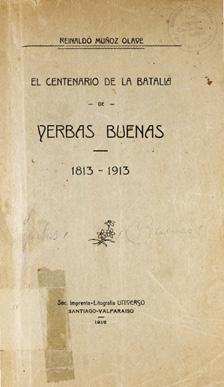 REINALDO MUÑOZ OLAVE
EL CENTENARIO DE LA BATALLA
- DE -
YERBAS BUENAS
1813 - 1913
Soc. Imprenta-Litografía UNIVERSO
SANTIAGO-VALPARAISO